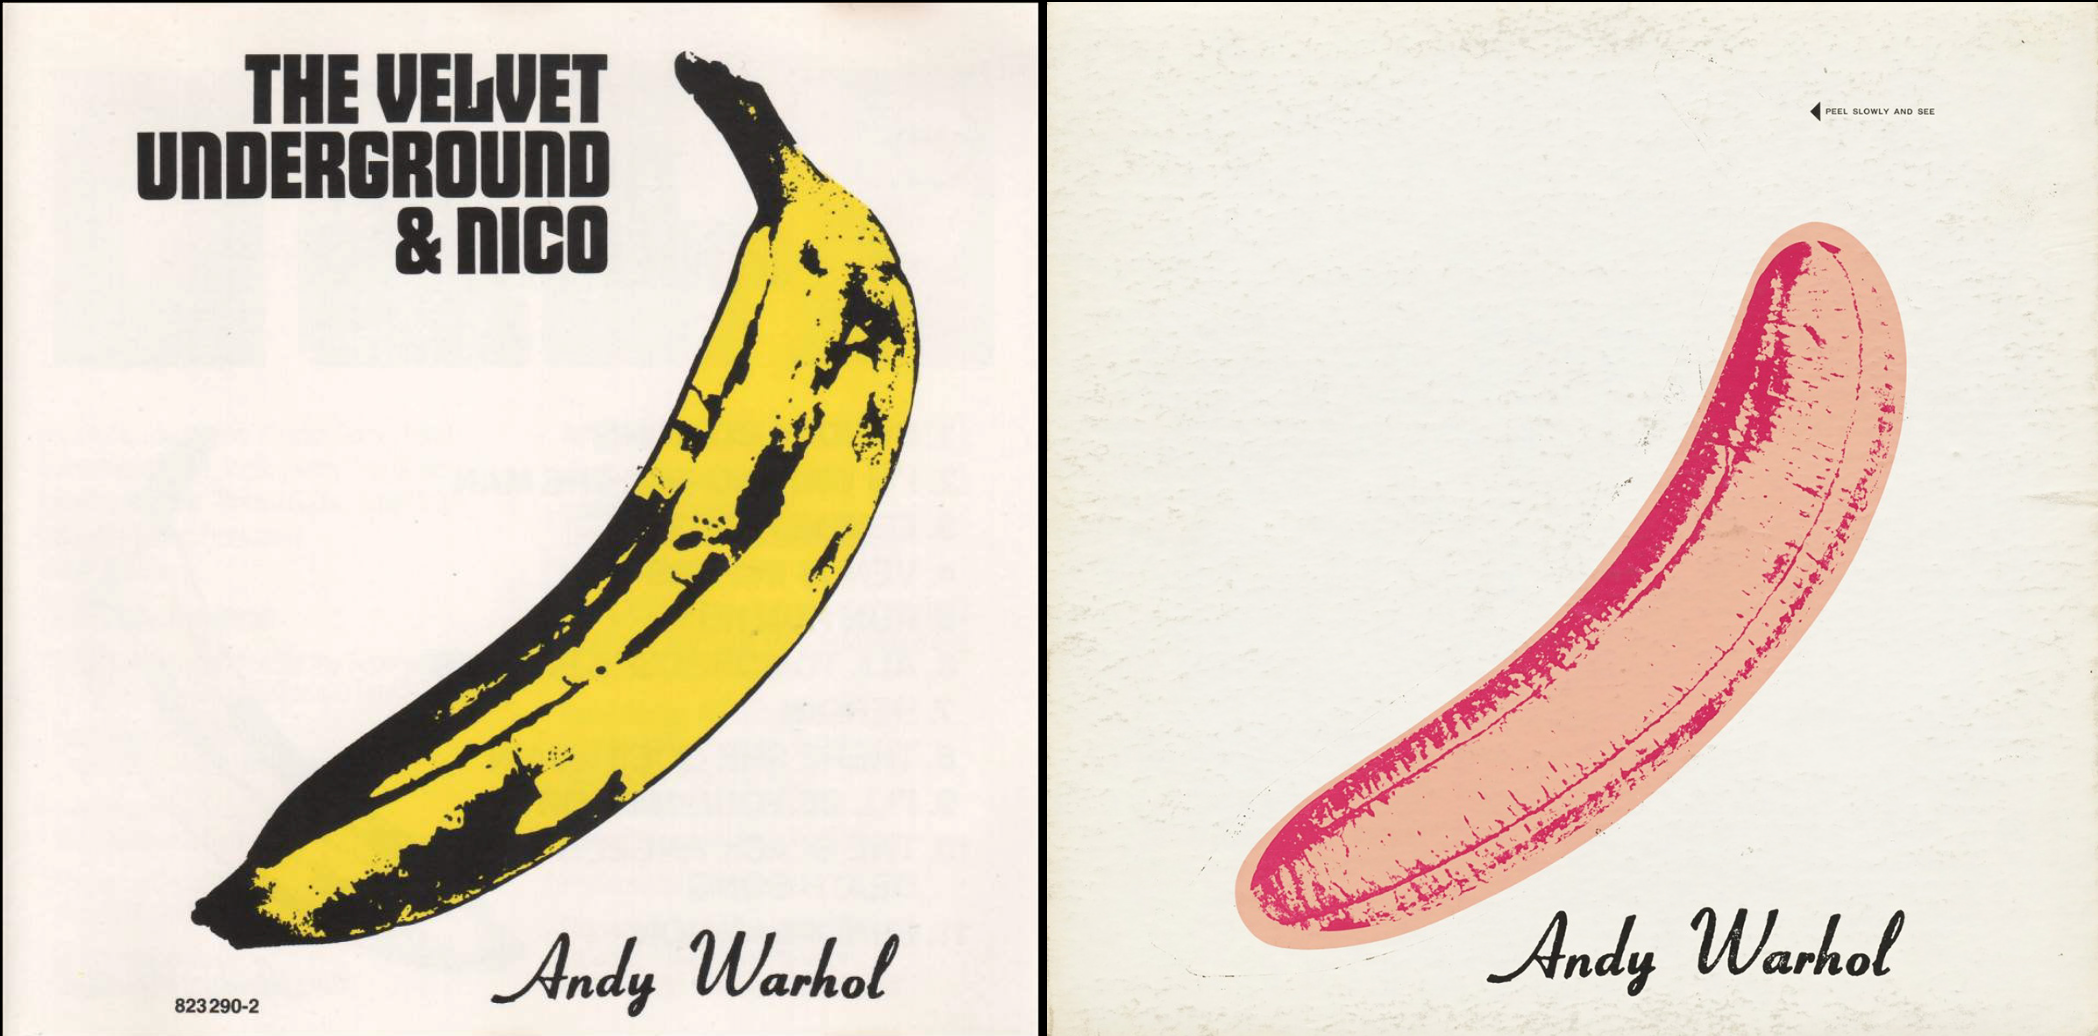 THE VELVET
UNDERGROUND
& NICO
Andy Warhol
823290-2
PEEL SLOWLY AND SEE
Andy Warhol